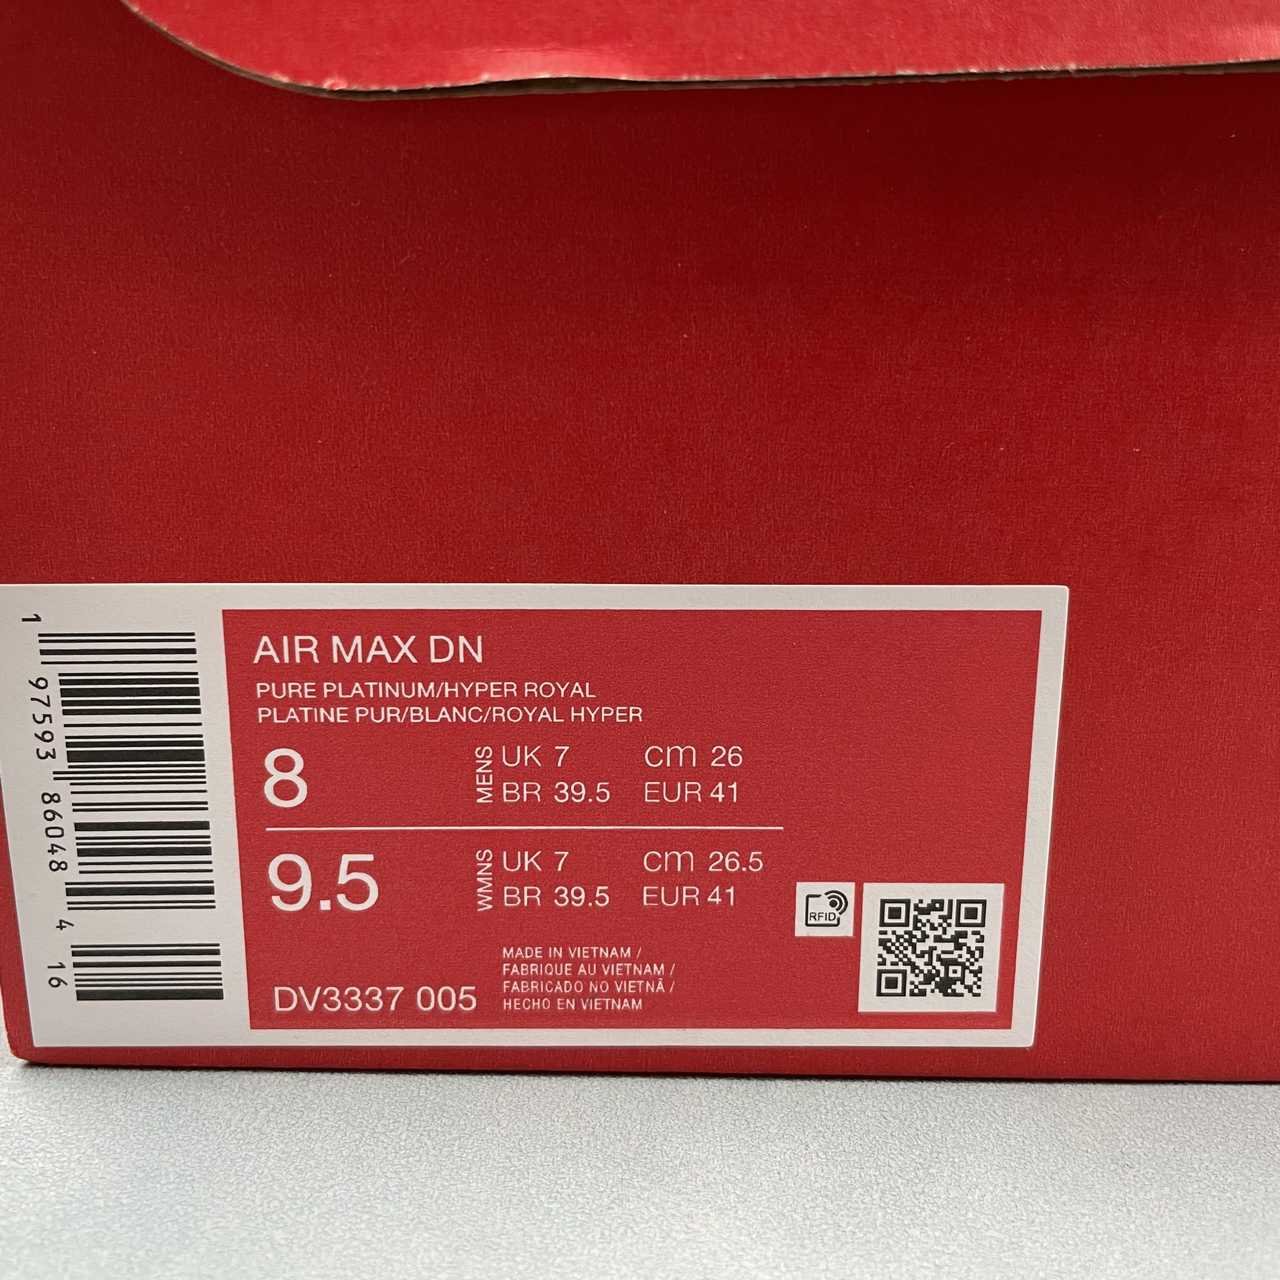 AIR MAX DN
PURE PLATINUM/HYPER ROYAL
PLATINE PUR/BLANC/ROYAL HYPER
8
MENS
UK 7 cm 26
BR 39.5 EUR 41
9.5
WMNS
UK 7 cm 26.5
BR 39.5 EUR 41
DV3337 005
MADE IN VIETNAM /
FABRIQUE AU VIETNAM /
FABRICADO NO VIETNÃ /
HECHO EN VIETNAM
RFID
1 97593 86048 4 16